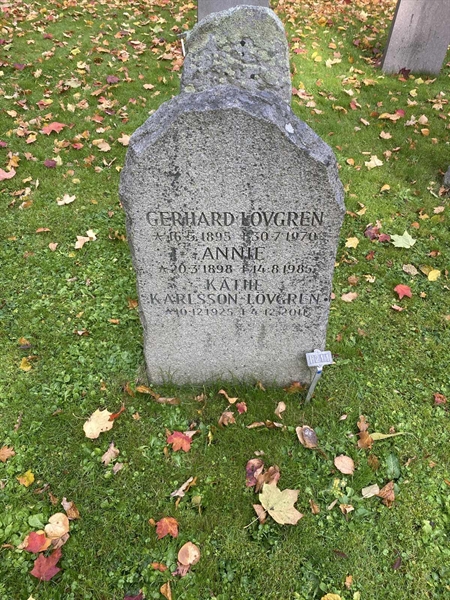 GERHARD LÖVGREN
*16.5.1895 †30.7.1970
ANNIE
*20.3.1898 †14.8.1985
KARLSSON-LÖVGREN
*10.12.1925 †4.12.2016